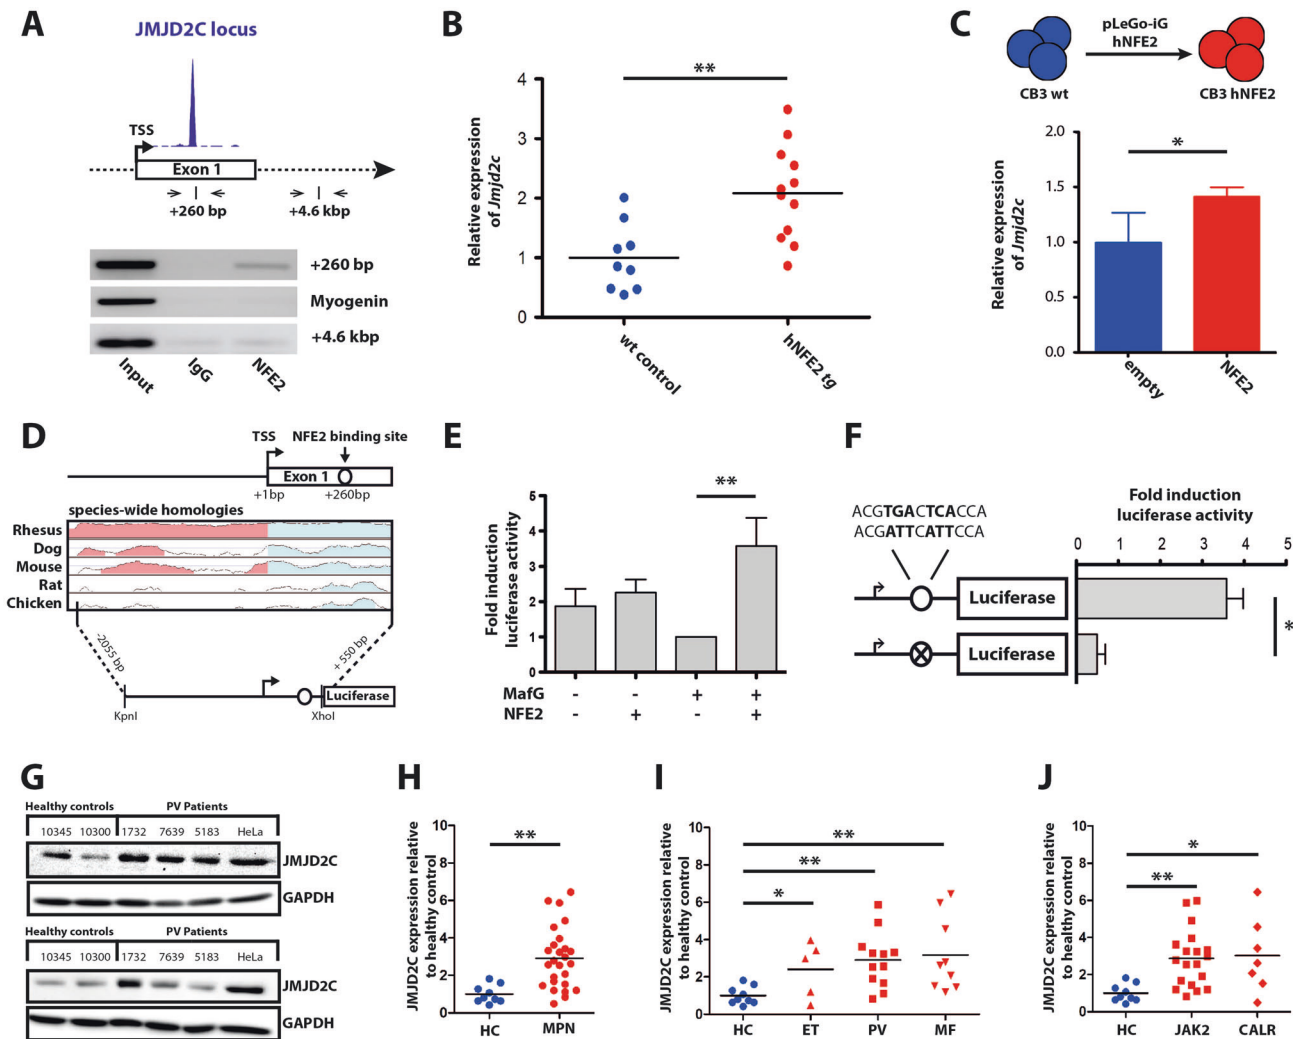 A
JMJD2C locus
TSS
Exon 1
+260 bp
+4.6 kbp
+260 bp
Myogenin
+4.6 kbp
Input
IgG
NFE2
B
**
Relative expression
of Jmjd2c
4
3
2
1
0
wt control
hNFE2 tg
C
pLeGo-iG
hNFE2
CB3 wt
CB3 hNFE2
*
Relative expression
of Jmjd2c
2.0
1.5
1.0
0.5
0.0
empty
NFE2
D
TSS
NFE2 binding site
Exon 1
+1bp
+260bp
species-wide homologies
Rhesus
Dog
Mouse
Rat
Chicken
-2055 bp
+ 550 bp
Luciferase
KpnI
XhoI
E
**
Fold induction
luciferase activity
5
4
3
2
1
0
MafG - - + +
NFE2 - + - +
F
ACGTGACTCACCA
ACGATTCATTCCA
Fold induction
luciferase activity
0 1 2 3 4 5
Luciferase
Luciferase
*
G
Healthy controls PV Patients
10345 10300 1732 7639 5183 HeLa
JMJD2C
GAPDH
Healthy controls PV Patients
10345 10300 1732 7639 5183 HeLa
JMJD2C
GAPDH
H
**
JMJD2C expression relative
to healthy control
10
8
6
4
2
0
HC MPN
I
**
**
*
JMJD2C expression relative
to healthy control
10
8
6
4
2
0
HC ET PV MF
J
*
**
JMJD2C expression relative
to healthy control
10
8
6
4
2
0
HC JAK2 CALR